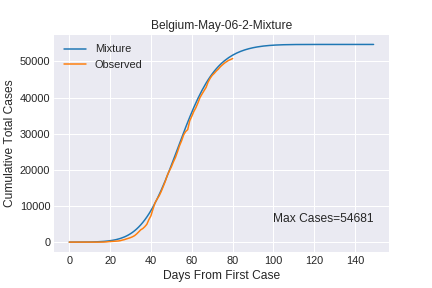 Belgium-May-06-2-Mixture
Mixture
Observed
50000
40000
30000
20000
10000
0
Cumulative Total Cases
Max Cases=54681
0 20 40 60 80 100 120 140
Days From First Case